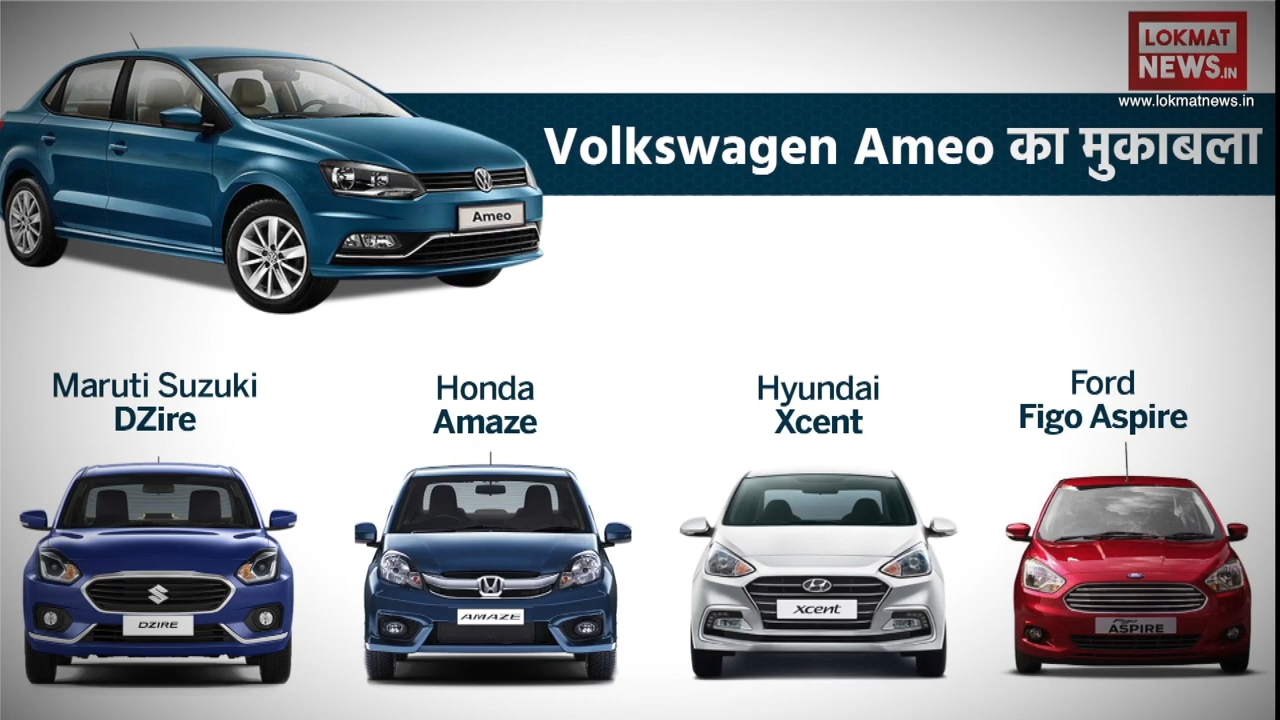 LOKMAT
NEWS.IN
www.lokmatnews.in
Volkswagen Ameo का मुकाबला
Ameo
Maruti Suzuki
DZire
Honda
Amaze
Hyundai
Xcent
Ford
Figo Aspire
DZIRE
AMAZE
xcent
Figo
ASPIRE